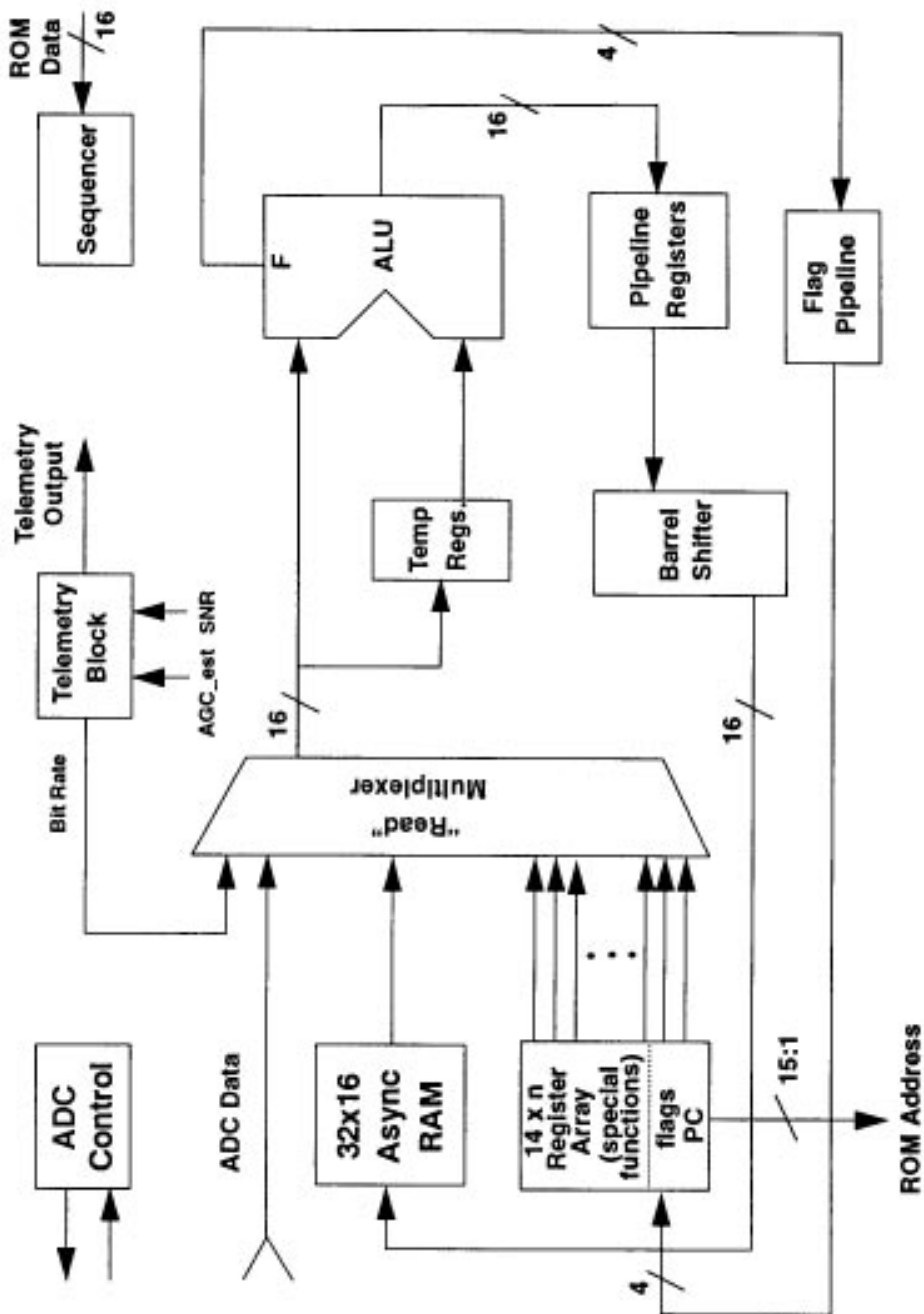 ADC
Control
Bit Rate
Telemetry
Block
AGC_est SNR
Telemetry
Output
Sequencer
ROM
Data
16
ADC Data
"Read"
Multiplexer
16
F
ALU
4
16
32x16
Async
RAM
Temp
Regs.
14 x n
Register
Array
(special
functions)
flags
PC
Pipeline
Registers
Barrel
Shifter
16
Flag
Pipeline
4
15:1
ROM Address